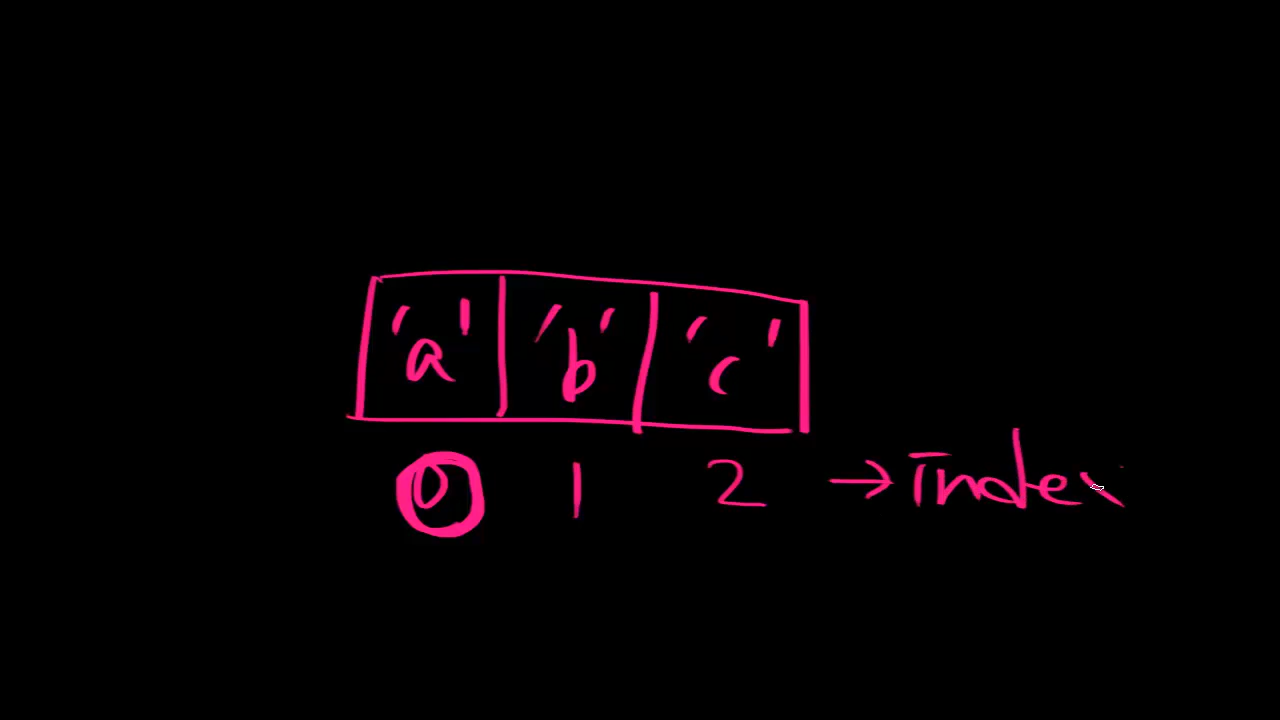 'a' 'b' 'c'
0 1 2 → index